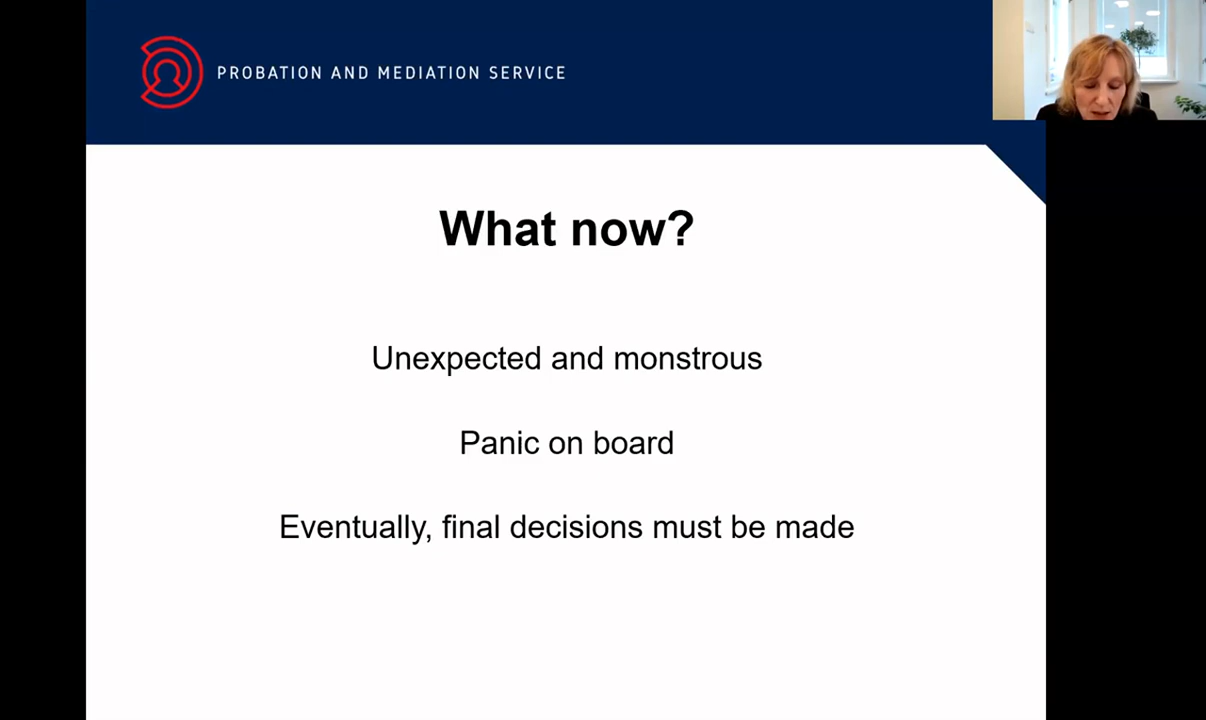 PROBATION AND MEDIATION SERVICE
What now?
Unexpected and monstrous
Panic on board
Eventually, final decisions must be made